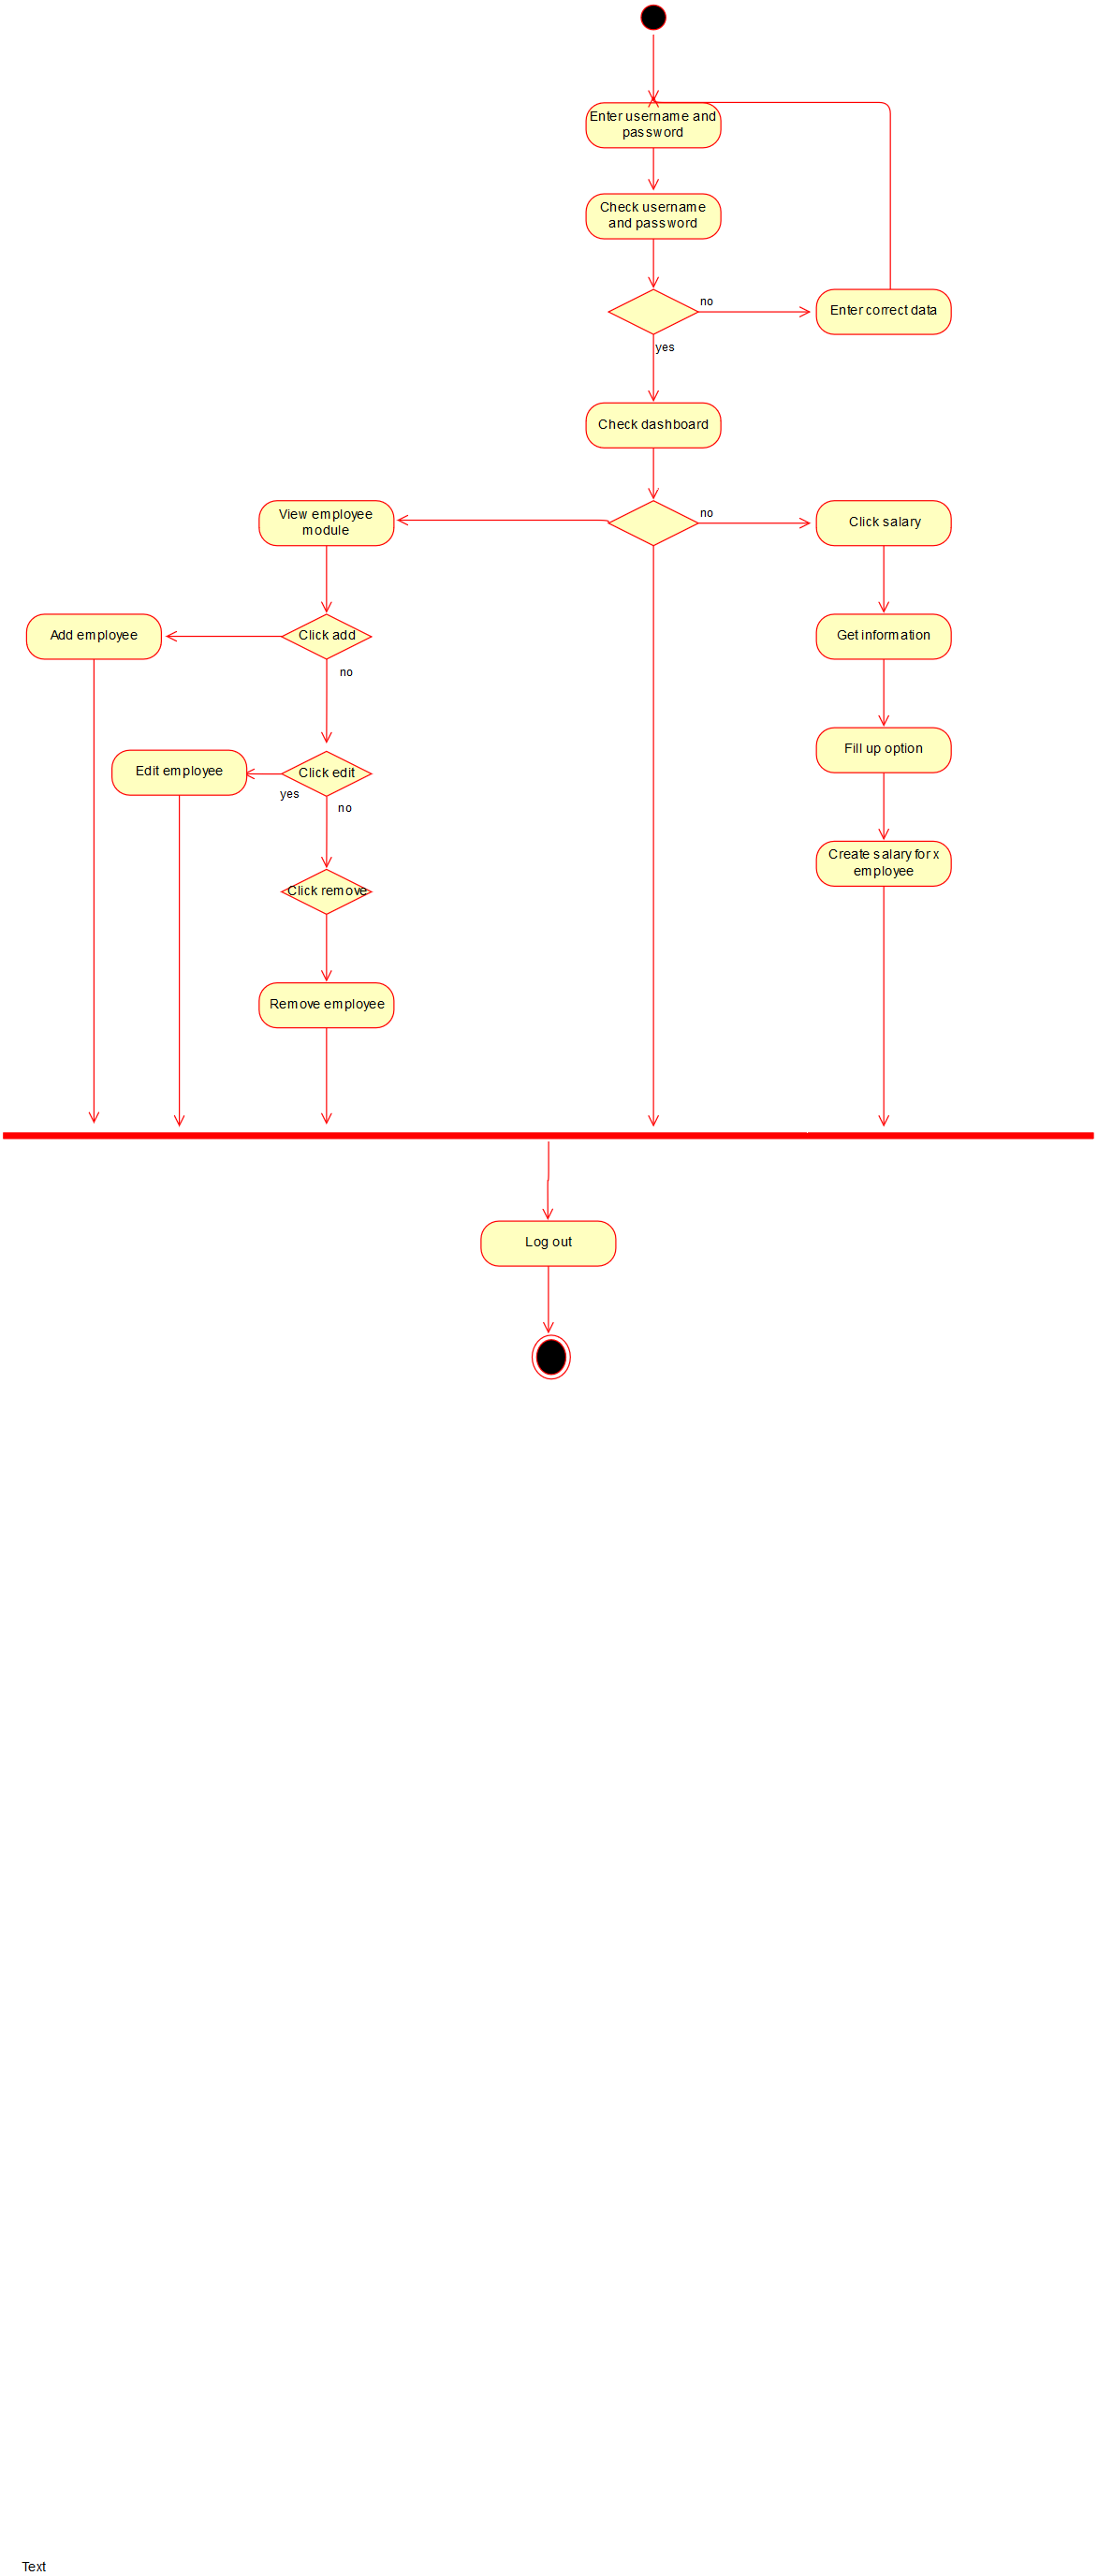 Enter username and
password
Check username
and password
no
Enter correct data
yes
Check dashboard
View employee
module
no
Click salary
Add employee
Click add
Get information
no
Edit employee
Click edit
Fill up option
yes
no
Create salary for x
employee
Click remove
Remove employee
Log out
Text